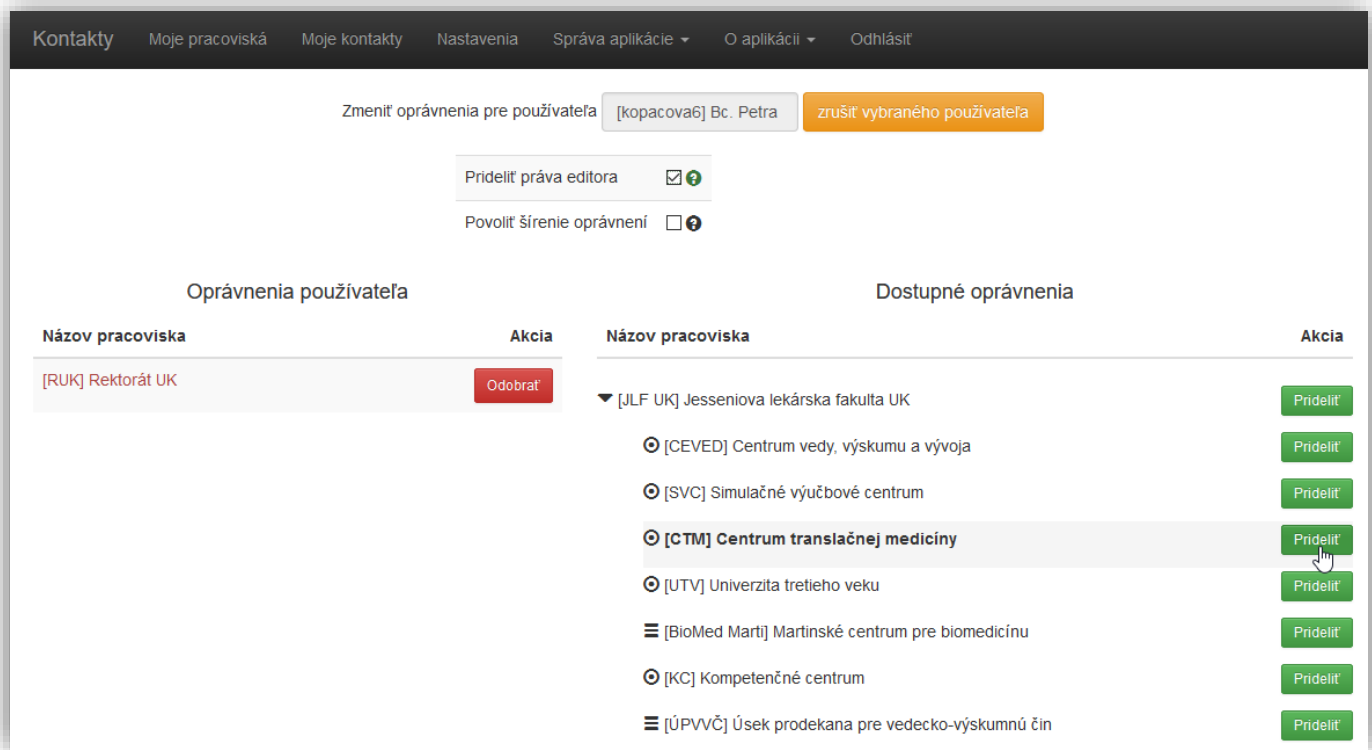 Kontakty Moje pracoviská Moje kontakty Nastavenia Správa aplikácie O aplikácii Odhlásiť
Zmeniť oprávnenia pre používateľa [kopacova6] Bc. Petra zrušiť vybraného používateľa
Prideliť práva editora
Povoliť šírenie oprávnení
Oprávnenia používateľa
Názov pracoviska Akcia
[RUK] Rektorát UK Odobrať
Dostupné oprávnenia
Názov pracoviska Akcia
[JLF UK] Jesseniova lekárska fakulta UK Prideliť
[CEVED] Centrum vedy, výskumu a vývoja Prideliť
[SVC] Simulačné výučbové centrum Prideliť
[CTM] Centrum translačnej medicíny Prideliť
[UTV] Univerzita tretieho veku Prideliť
[BioMed Marti] Martinské centrum pre biomedicínu Prideliť
[KC] Kompetenčné centrum Prideliť
[ÚPVVČ] Úsek prodekana pre vedecko-výskumnú čin Prideliť